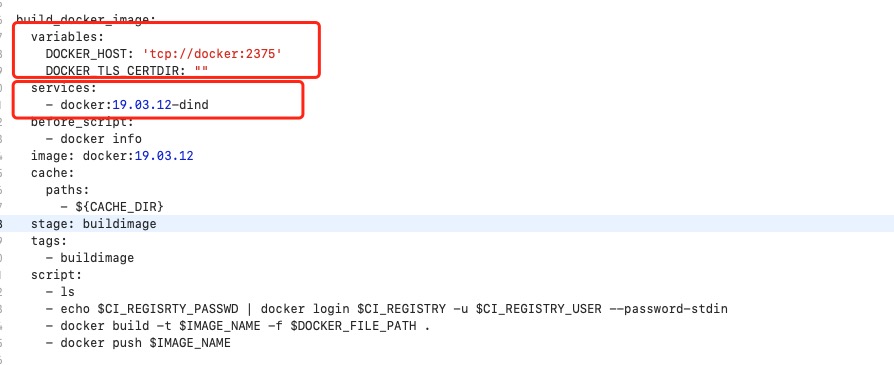 build_docker_image:
  variables:
    DOCKER_HOST: 'tcp://docker:2375'
    DOCKER_TLS_CERTDIR: ""
  services:
    - docker:19.03.12-dind
  before_script:
    - docker info
  image: docker:19.03.12
  cache:
    paths:
      - ${CACHE_DIR}
  stage: buildimage
  tags:
    - buildimage
  script:
    - ls
    - echo $CI_REGISRTY_PASSWD | docker login $CI_REGISTRY -u $CI_REGISTRY_USER --password-stdin
    - docker build -t $IMAGE_NAME -f $DOCKER_FILE_PATH .
    - docker push $IMAGE_NAME